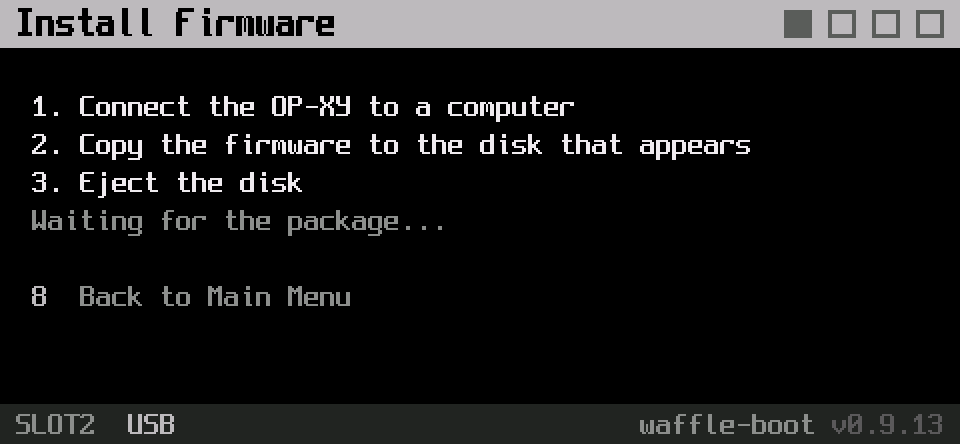 Install Firmware
1. Connect the OP-XY to a computer
2. Copy the firmware to the disk that appears
3. Eject the disk
Waiting for the package...
8 Back to Main Menu
SLOT2 USB waffle-boot v0.9.13